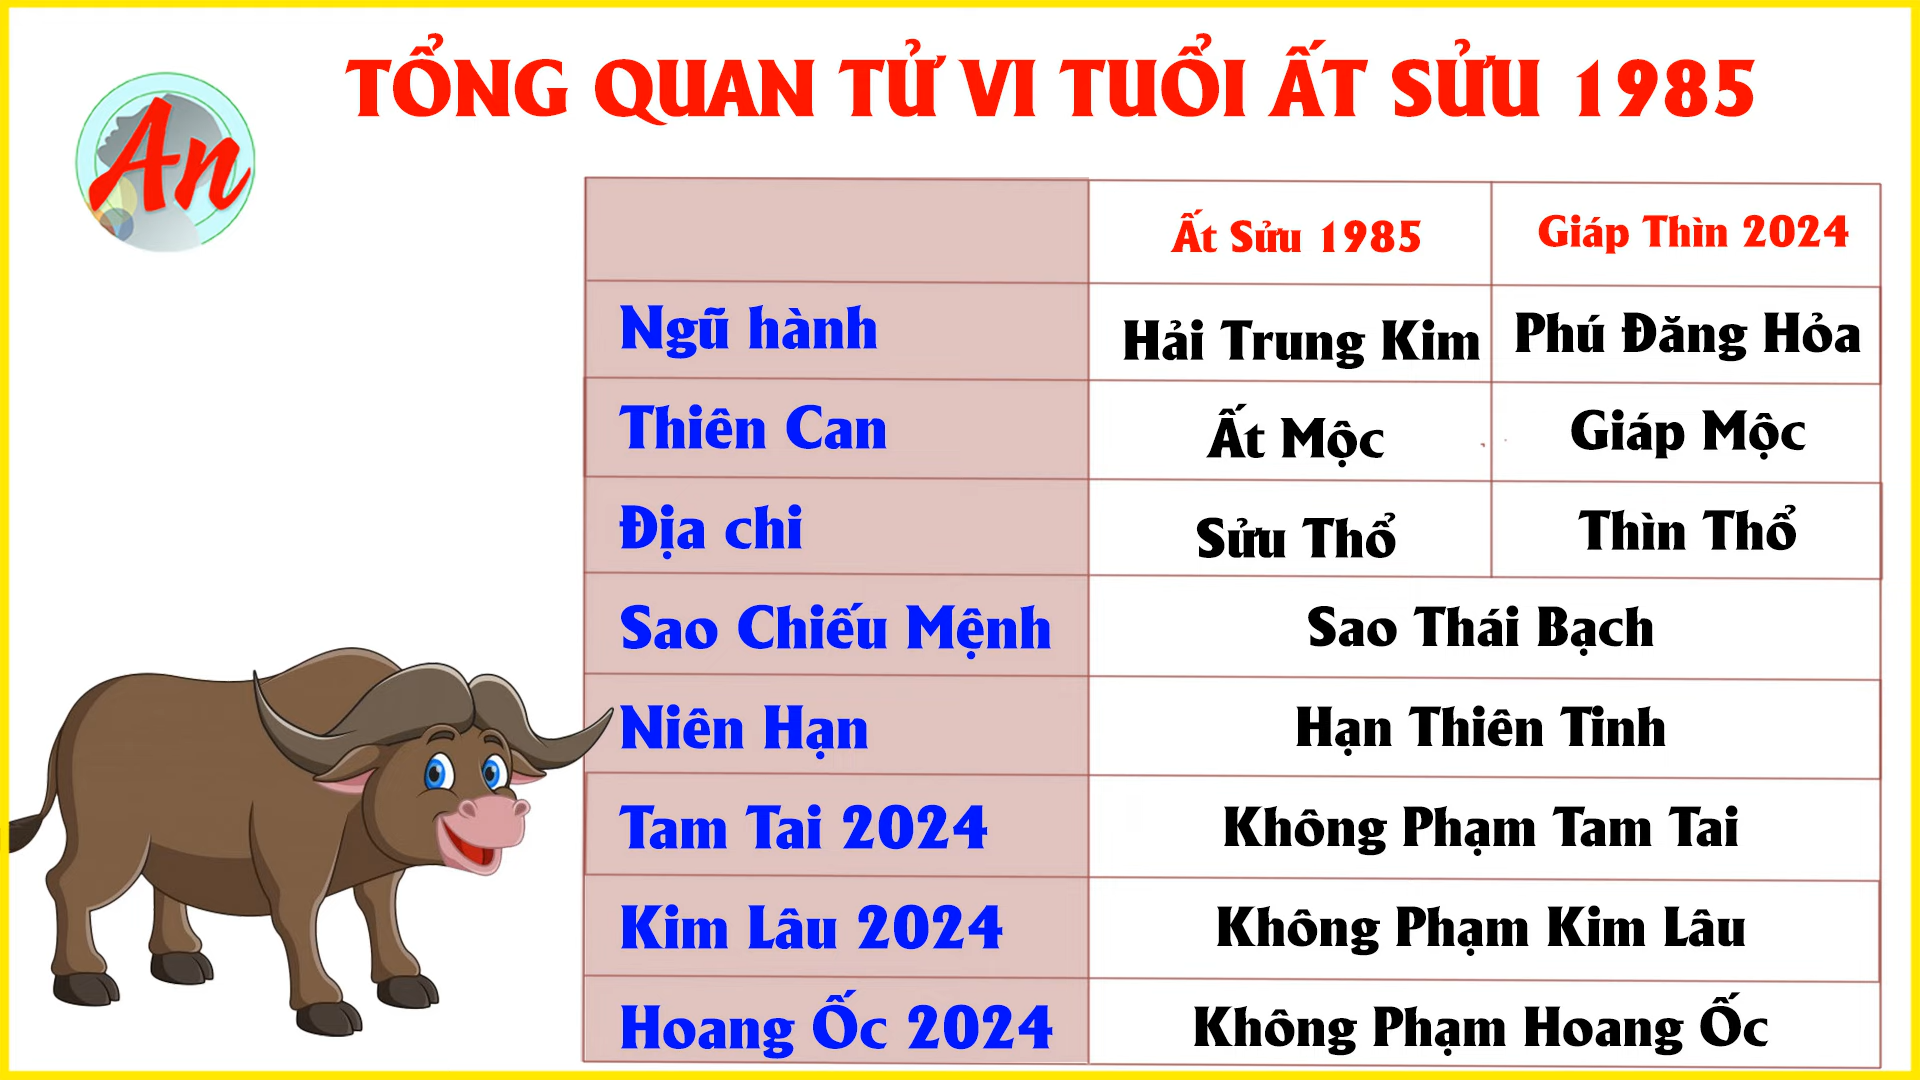 An
TỔNG QUAN TỬ VI TUỔI ẤT SỬU 1985
Ất Sửu 1985
Giáp Thìn 2024
Ngũ hành
Hải Trung Kim
Phú Đăng Hỏa
Thiên Can
Ất Mộc
Giáp Mộc
Địa chi
Sửu Thổ
Thìn Thổ
Sao Chiếu Mệnh
Sao Thái Bạch
Niên Hạn
Hạn Thiên Tinh
Tam Tai 2024
Không Phạm Tam Tai
Kim Lâu 2024
Không Phạm Kim Lâu
Hoang Ốc 2024
Không Phạm Hoang Ốc